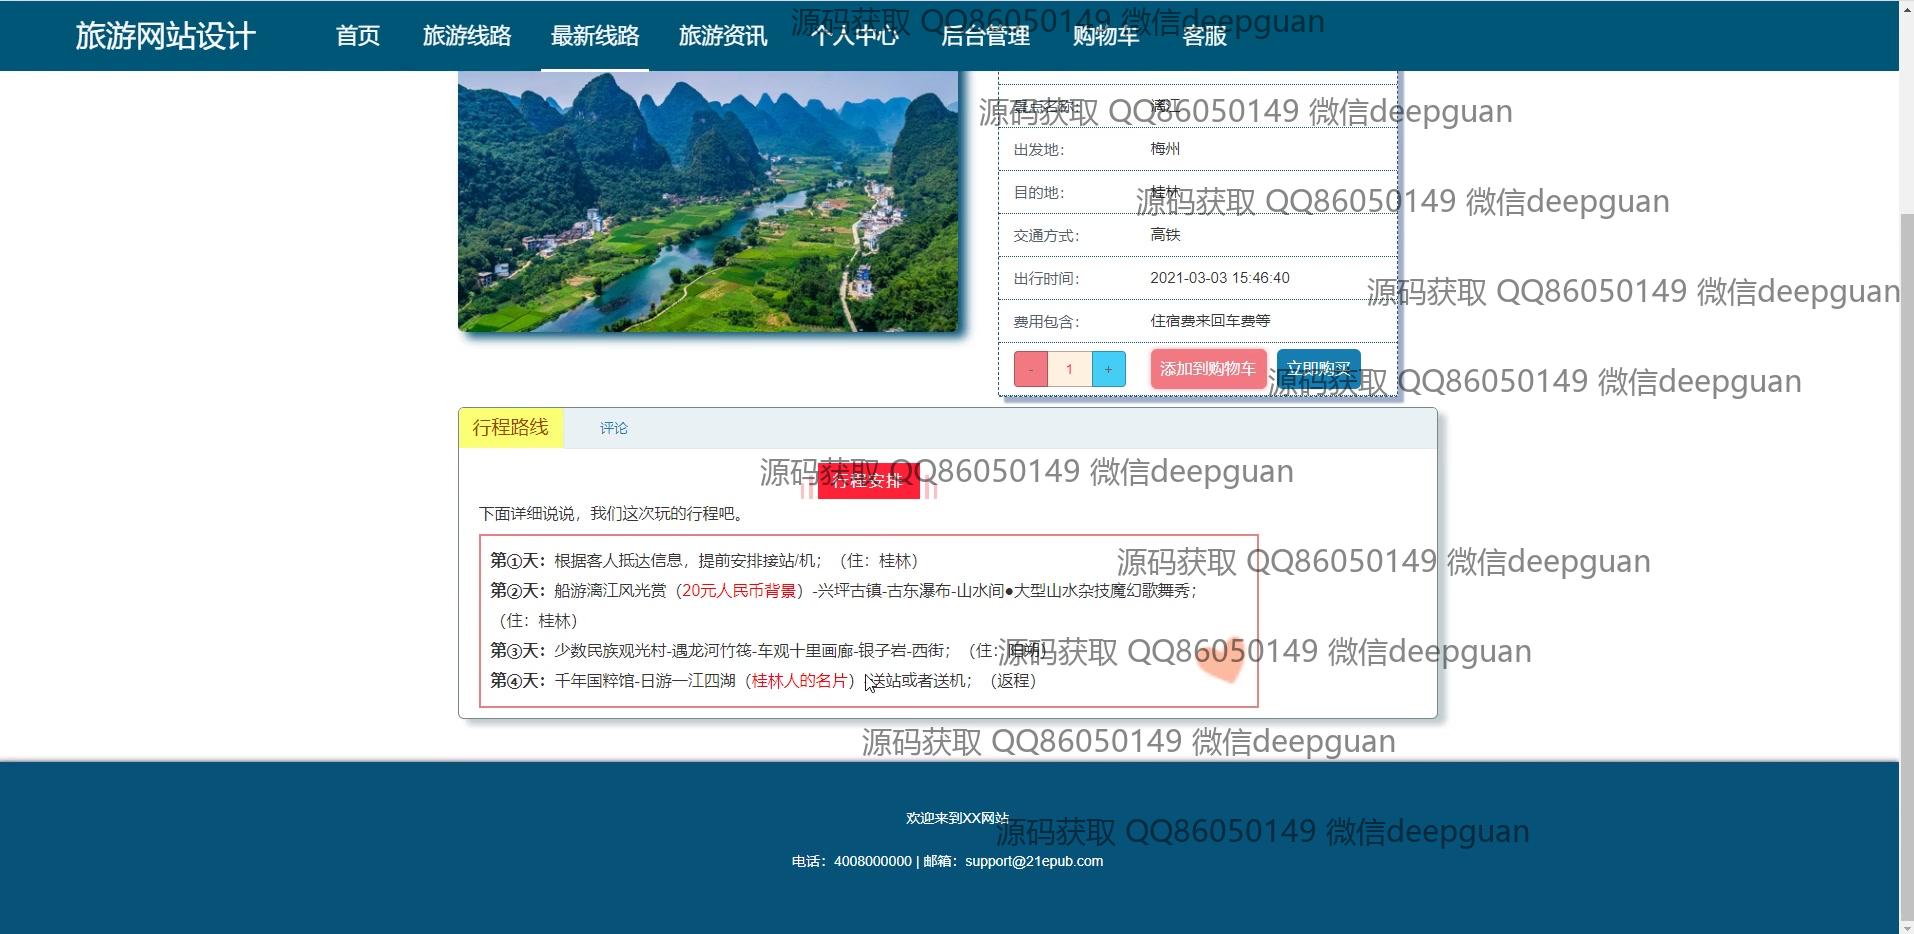 旅游网站设计 首页 旅游线路 最新线路 旅游资讯 个人中心 后台管理 购物车 客服
源码获取 QQ86050149 微信deepguan
景点名称： 漓江
源码获取 QQ86050149 微信deepguan
出发地： 梅州
目的地： 桂林
源码获取 QQ86050149 微信deepguan
交通方式： 高铁
出行时间： 2021-03-03 15:46:40
源码获取 QQ86050149 微信deepguan
费用包含： 住宿费来回车费等
- 1 + 添加到购物车 立即购买
源码获取 QQ86050149 微信deepguan
行程路线 评论
源码获取 QQ86050149 微信deepguan
行程安排
下面详细说说，我们这次玩的行程吧。
第①天：根据客人抵达信息，提前安排接站/机；（住：桂林）
源码获取 QQ86050149 微信deepguan
第②天：船游漓江风光赏（20元人民币背景）-兴坪古镇-古东瀑布-山水间●大型山水杂技魔幻歌舞秀；
（住：桂林）
第③天：少数民族观光村-遇龙河竹筏-车观十里画廊-银子岩-西街；（住：阳朔）
源码获取 QQ86050149 微信deepguan
第④天：千年国粹馆-日游一江四湖（桂林人的名片）送站或者送机；（返程）
源码获取 QQ86050149 微信deepguan
欢迎来到XX网站
源码获取 QQ86050149 微信deepguan
电话：4008000000 | 邮箱：support@21epub.com